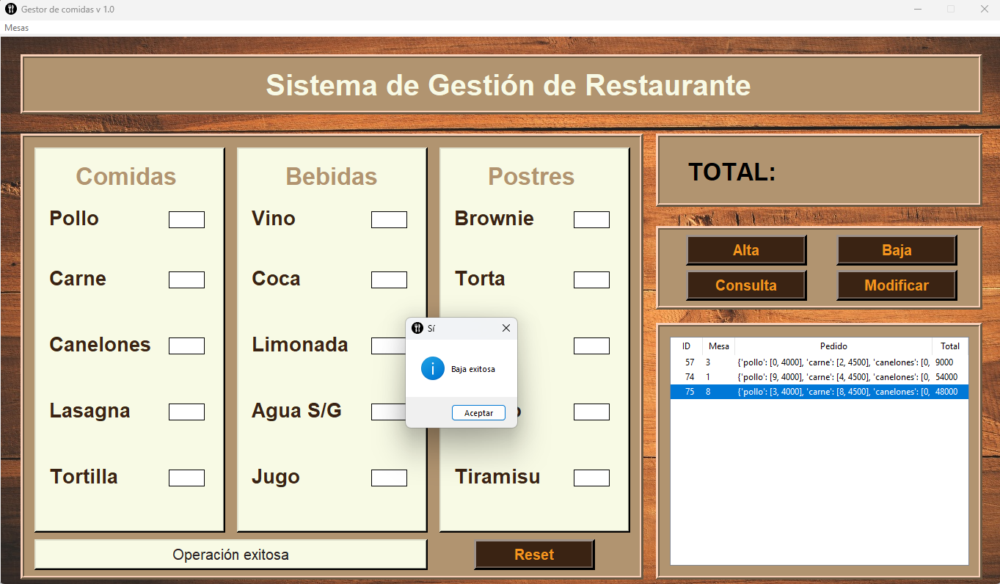 Gestor de comidas v 1.0
Mesas
Sistema de Gestión de Restaurante
Comidas
Pollo
Carne
Canelones
Lasagna
Tortilla
Bebidas
Vino
Coca
Limonada
Agua S/G
Jugo
Postres
Brownie
Torta
Tiramisu
Operación exitosa
Reset
TOTAL:
Alta
Baja
Consulta
Modificar
ID Mesa Pedido Total
57 3 {'pollo': [0, 4000], 'carne': [2, 4500], 'canelones': [0, 9000
74 1 {'pollo': [9, 4000], 'carne': [4, 4500], 'canelones': [0, 54000
75 8 {'pollo': [3, 4000], 'carne': [8, 4500], 'canelones': [0, 48000
Sí
Baja exitosa
Aceptar